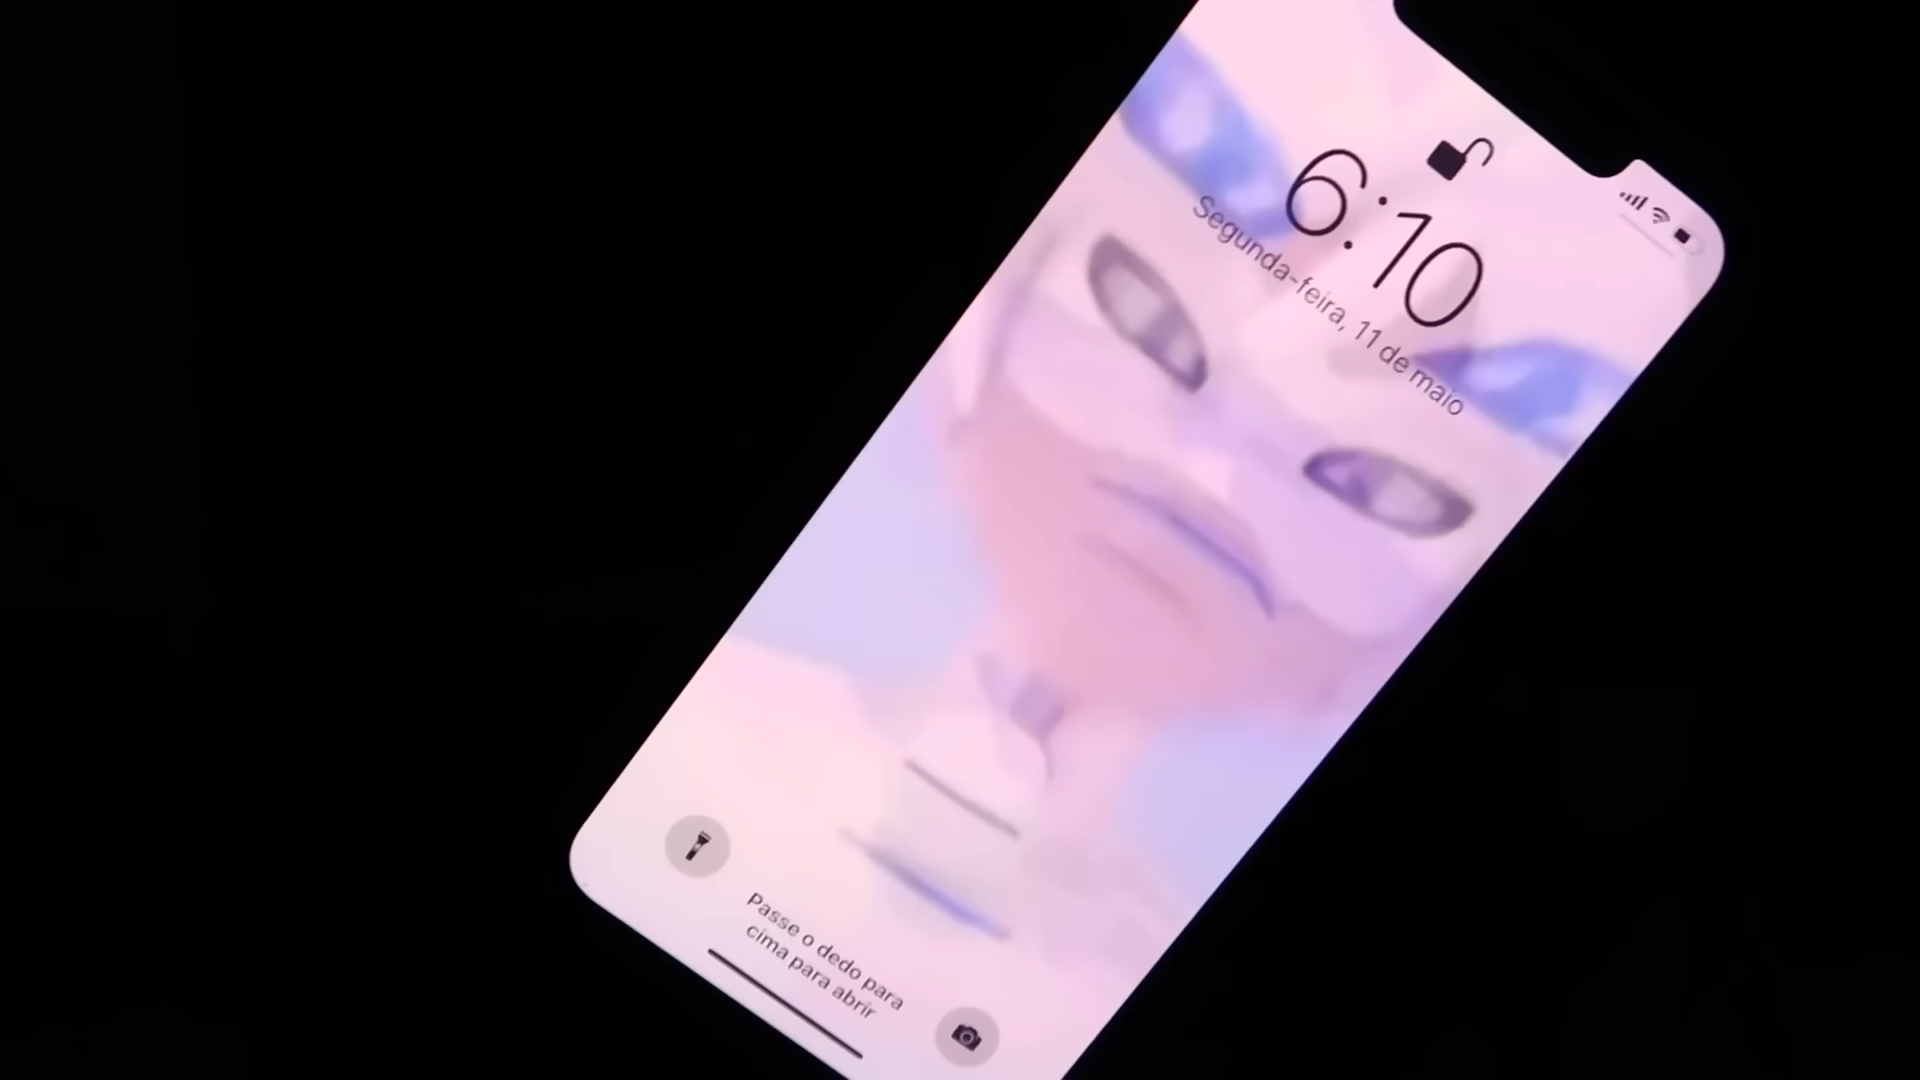 6:10
Segunda-feira, 11 de maio
Passe o dedo para
cima para abrir